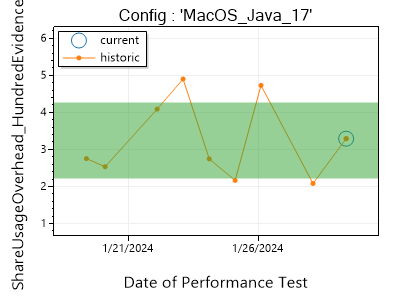 Config : 'MacOS_Java_17'
current
historic
ShareUsageOverhead_HundredEvidence
6
5
4
3
2
1
1/21/2024
1/26/2024
Date of Performance Test